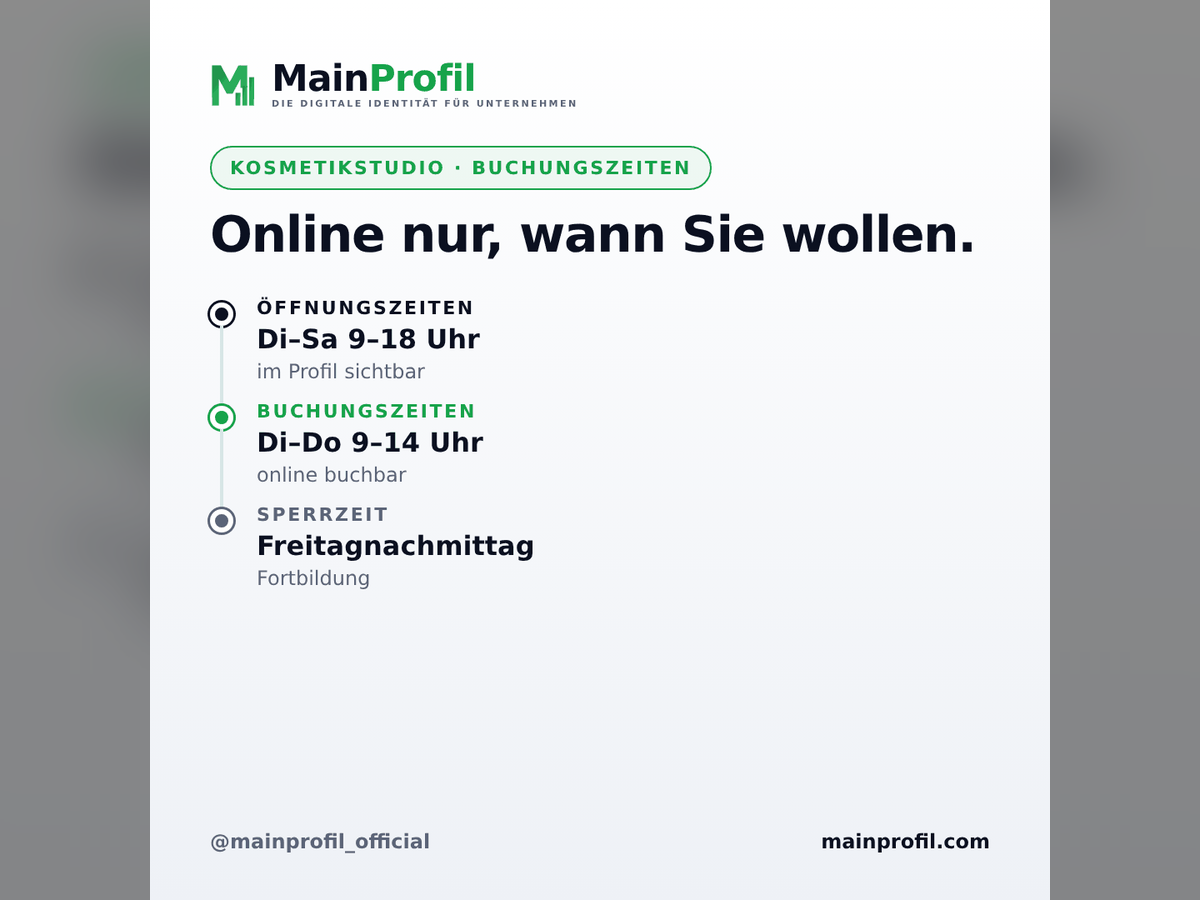 MainProfil
DIE DIGITALE IDENTITÄT FÜR UNTERNEHMEN
KOSMETIKSTUDIO · BUCHUNGSZEITEN
Online nur, wann Sie wollen.
ÖFFNUNGSZEITEN
Di–Sa 9–18 Uhr
im Profil sichtbar
BUCHUNGSZEITEN
Di–Do 9–14 Uhr
online buchbar
SPERRZEIT
Freitagnachmittag
Fortbildung
@mainprofil_official
mainprofil.com